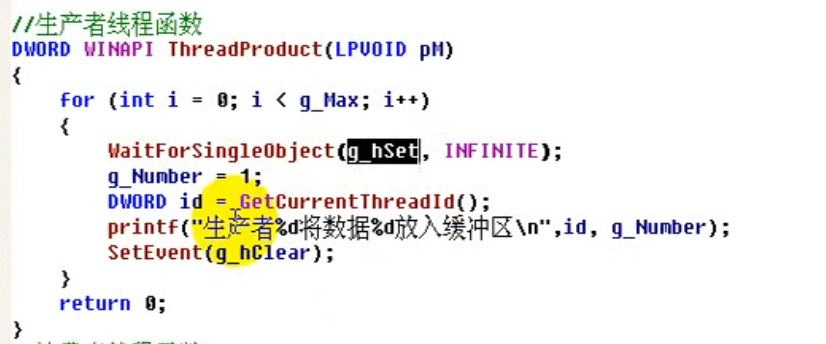 //生产者线程函数
DWORD WINAPI ThreadProduct(LPVOID pM)
{
    for (int i = 0; i < g_Max; i++)
    {
        WaitForSingleObject(g_hSet, INFINITE);
        g_Number = 1;
        DWORD id = GetCurrentThreadId();
        printf("生产者%d将数据%d放入缓冲区\n",id, g_Number);
        SetEvent(g_hClear);
    }
    return 0;
}